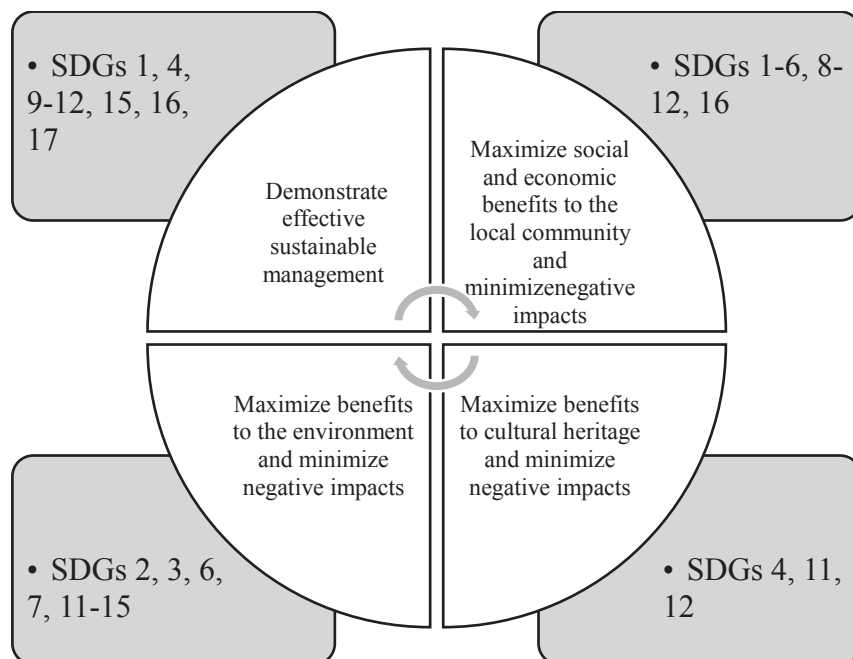 • SDGs 1, 4,
9-12, 15, 16,
17
• SDGs 1-6, 8-
12, 16
Demonstrate
effective
sustainable
management
Maximize social
and economic
benefits to the
local community
and
minimizenegative
impacts
Maximize benefits
to the environment
and minimize
negative impacts
Maximize benefits
to cultural heritage
and minimize
negative impacts
• SDGs 2, 3, 6,
7, 11-15
• SDGs 4, 11,
12